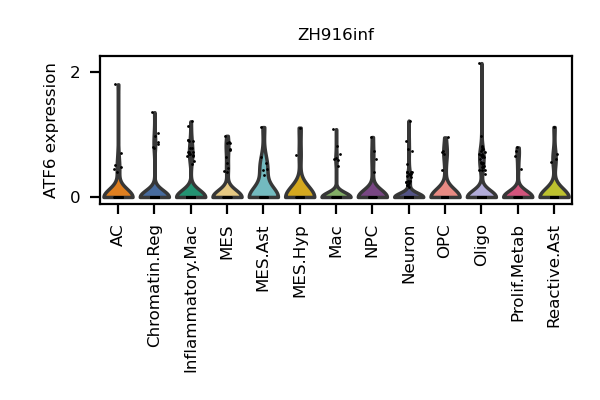 ZH916inf
ATF6 expression
2
0
AC
Chromatin.Reg
Inflammatory.Mac
MES
MES.Ast
MES.Hyp
Mac
NPC
Neuron
OPC
Oligo
Prolif.Metab
Reactive.Ast